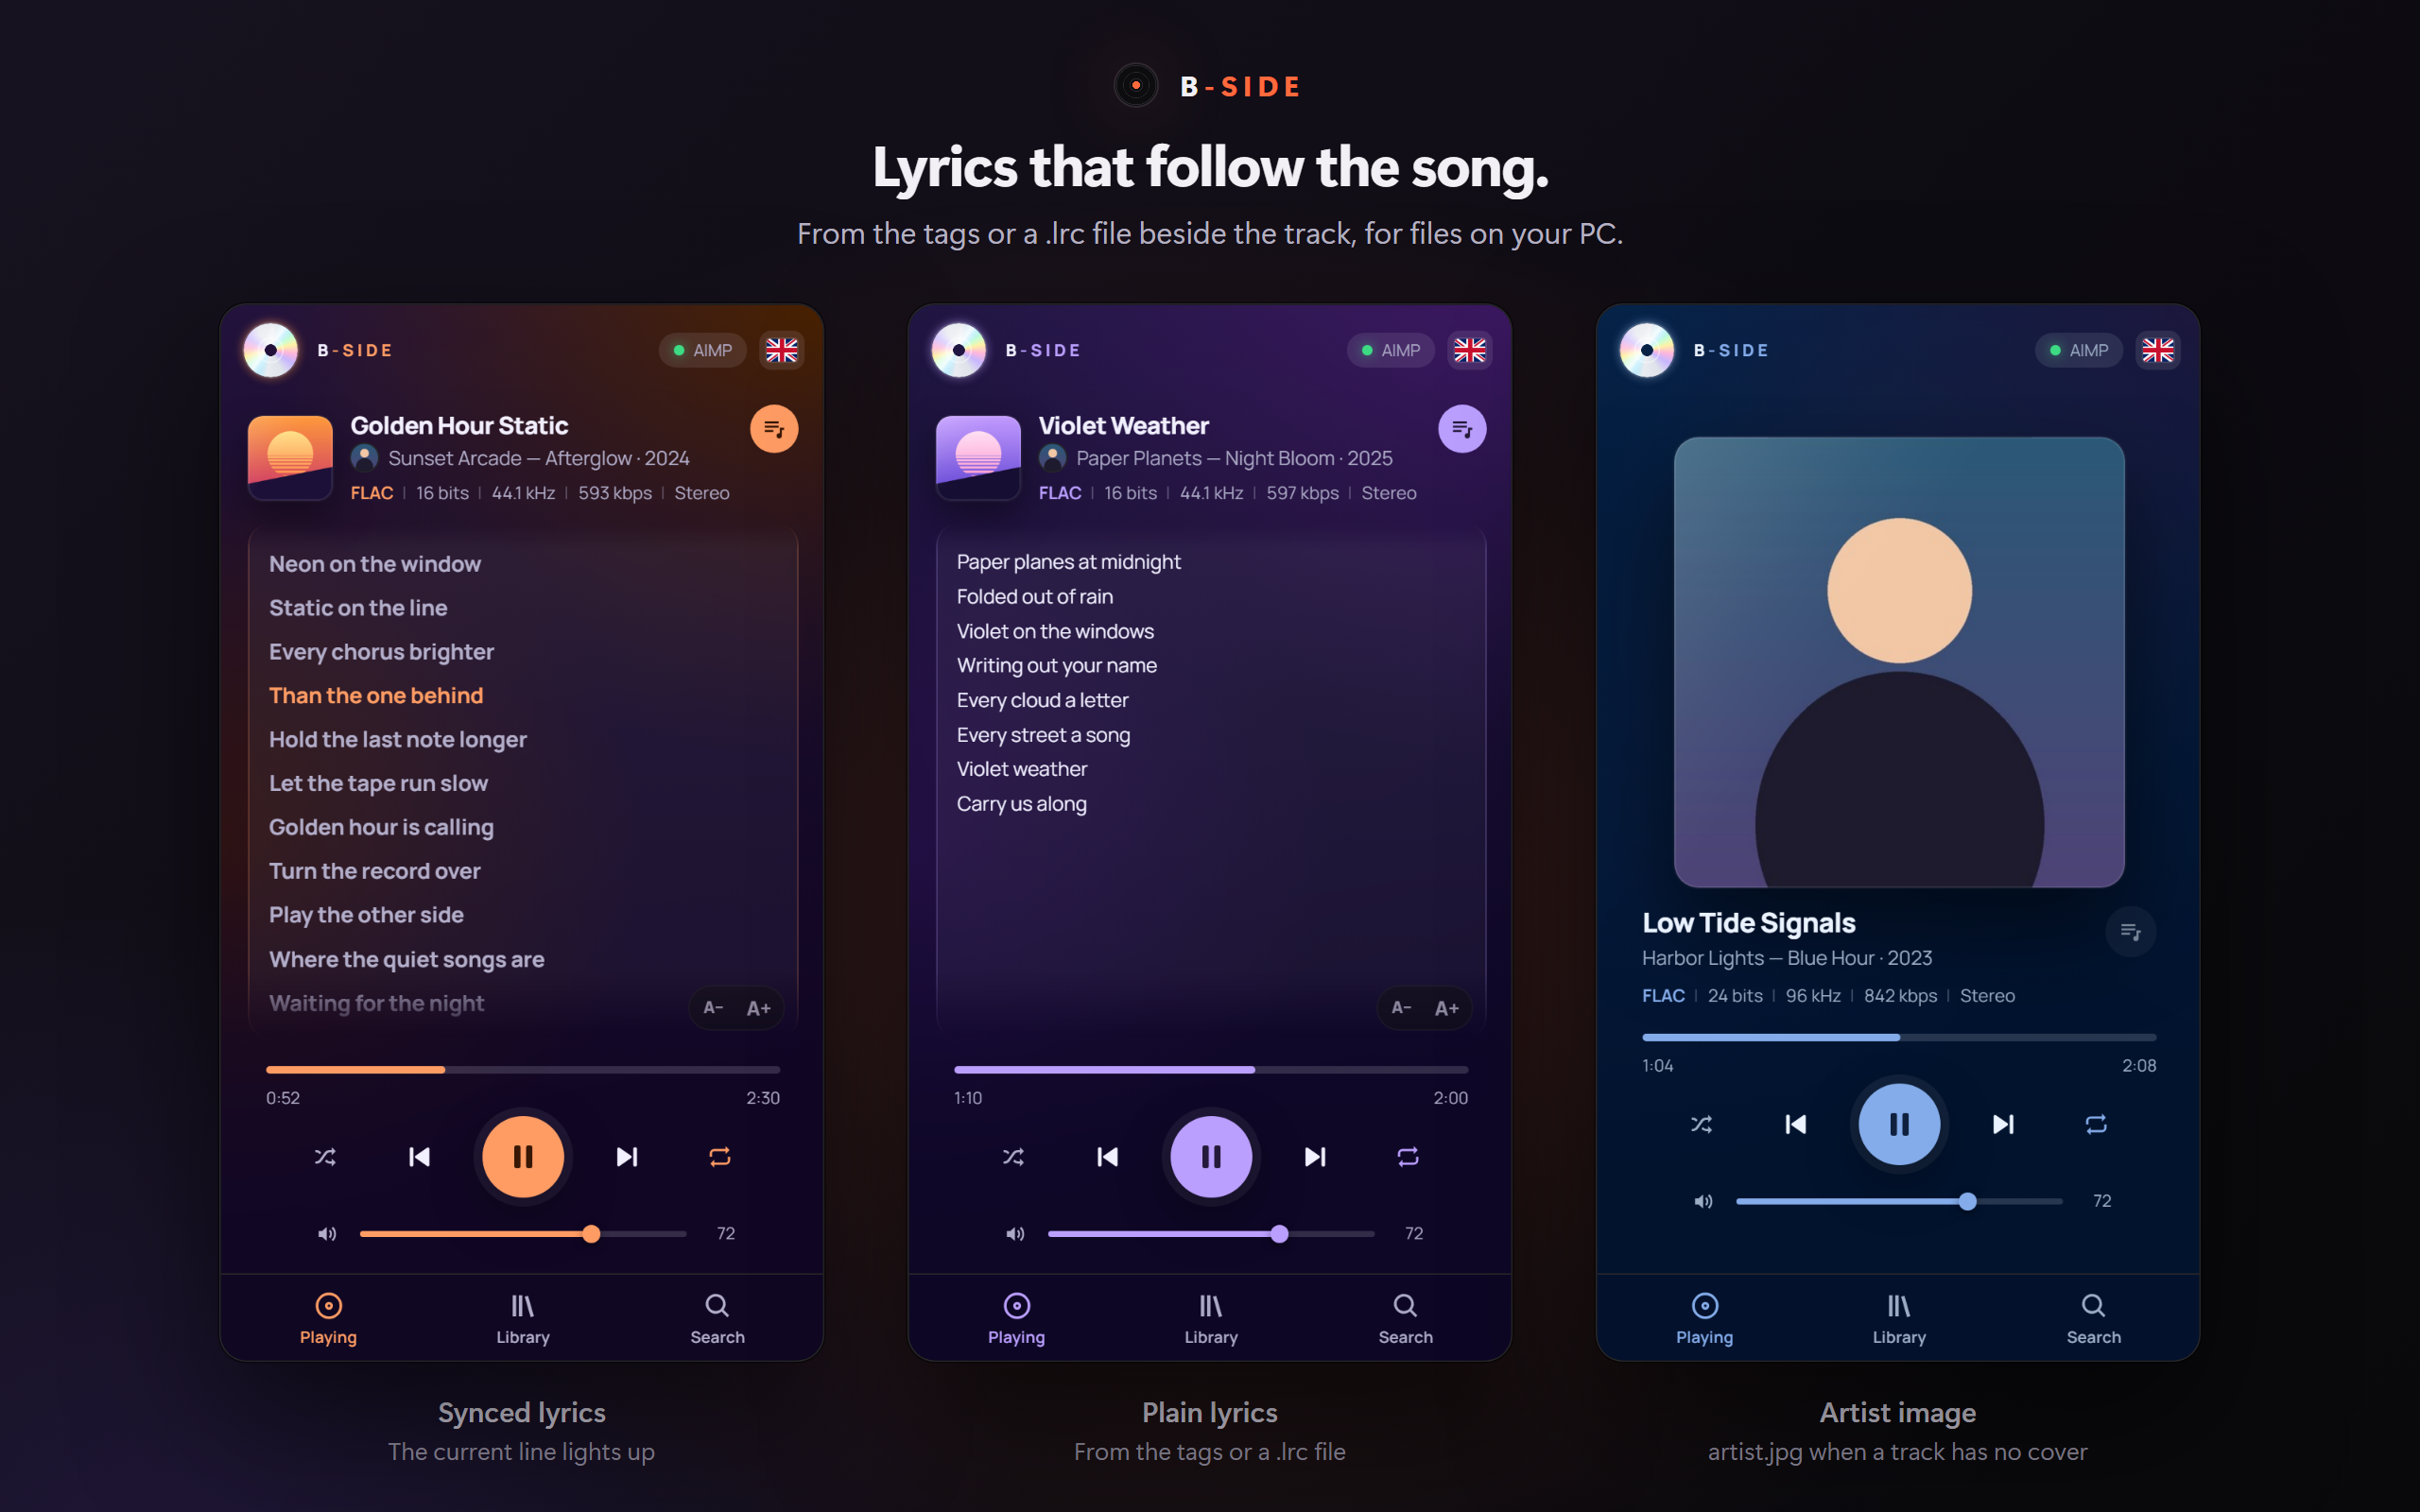 B-SIDE
Lyrics that follow the song.
From the tags or a .lrc file beside the track, for files on your PC.
B-SIDE
AIMP
Golden Hour Static
Sunset Arcade — Afterglow · 2024
FLAC | 16 bits | 44.1 kHz | 593 kbps | Stereo
Neon on the window
Static on the line
Every chorus brighter
Than the one behind
Hold the last note longer
Let the tape run slow
Golden hour is calling
Turn the record over
Play the other side
Where the quiet songs are
Waiting for the night
A− A+
0:52 2:30
72
Playing Library Search
Synced lyrics
The current line lights up
B-SIDE
AIMP
Violet Weather
Paper Planets — Night Bloom · 2025
FLAC | 16 bits | 44.1 kHz | 597 kbps | Stereo
Paper planes at midnight
Folded out of rain
Violet on the windows
Writing out your name
Every cloud a letter
Every street a song
Violet weather
Carry us along
A− A+
1:10 2:00
72
Playing Library Search
Plain lyrics
From the tags or a .lrc file
B-SIDE
AIMP
Low Tide Signals
Harbor Lights — Blue Hour · 2023
FLAC | 24 bits | 96 kHz | 842 kbps | Stereo
1:04 2:08
72
Playing Library Search
Artist image
artist.jpg when a track has no cover